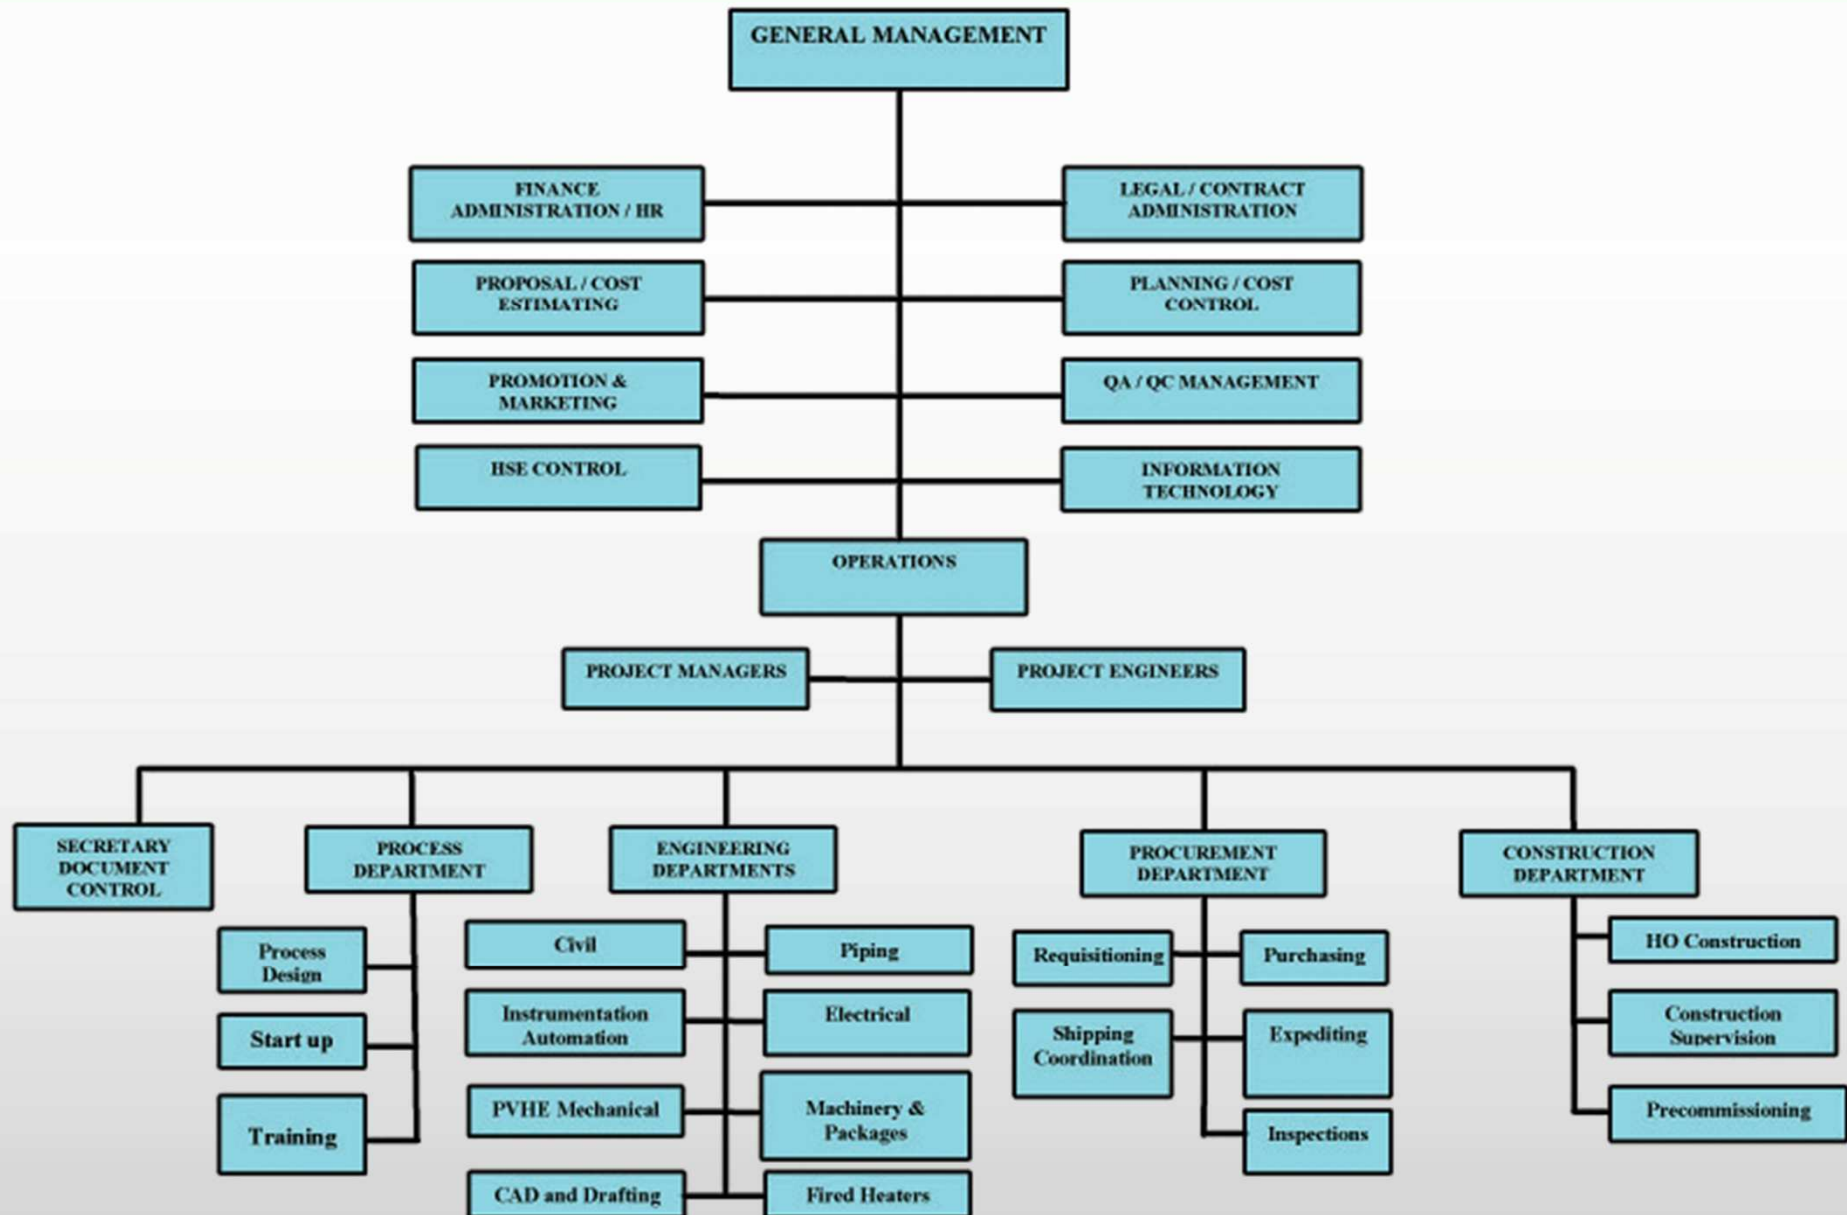 GENERAL MANAGEMENT
FINANCE
ADMINISTRATION / HR
LEGAL / CONTRACT
ADMINISTRATION
PROPOSAL / COST
ESTIMATING
PLANNING / COST
CONTROL
PROMOTION &
MARKETING
QA / QC MANAGEMENT
HSE CONTROL
INFORMATION
TECHNOLOGY
OPERATIONS
PROJECT MANAGERS
PROJECT ENGINEERS
SECRETARY
DOCUMENT
CONTROL
PROCESS
DEPARTMENT
ENGINEERING
DEPARTMENTS
PROCUREMENT
DEPARTMENT
CONSTRUCTION
DEPARTMENT
Process
Design
Start up
Training
Civil
Piping
Instrumentation
Automation
Electrical
PVHE Mechanical
Machinery &
Packages
CAD and Drafting
Fired Heaters
Requisitioning
Purchasing
Shipping
Coordination
Expediting
Inspections
HO Construction
Construction
Supervision
Precommissioning